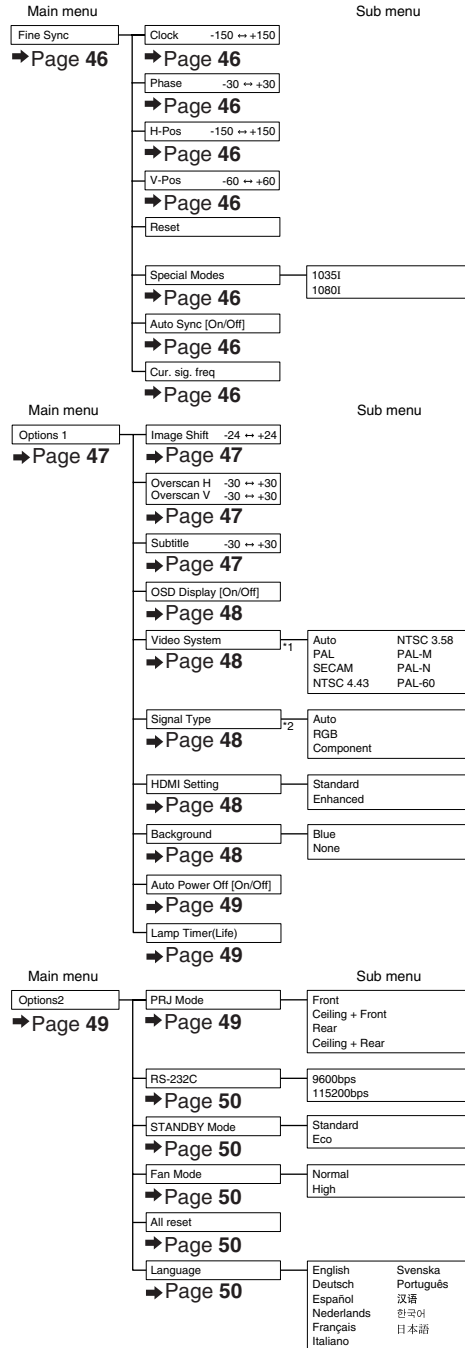 Main menu Sub menu
Fine Sync
➡Page 46
Clock -150 ↔ +150
➡Page 46
Phase -30 ↔ +30
➡Page 46
H-Pos -150 ↔ +150
➡Page 46
V-Pos -60 ↔ +60
➡Page 46
Reset
Special Modes
➡Page 46
1035I
1080I
Auto Sync [On/Off]
➡Page 46
Cur. sig. freq
➡Page 46
Main menu Sub menu
Options 1
➡Page 47
Image Shift -24 ↔ +24
➡Page 47
Overscan H -30 ↔ +30
Overscan V -30 ↔ +30
➡Page 47
Subtitle -30 ↔ +30
➡Page 47
OSD Display [On/Off]
➡Page 48
Video System *1
➡Page 48
Auto NTSC 3.58
PAL PAL-M
SECAM PAL-N
NTSC 4.43 PAL-60
Signal Type *2
➡Page 48
Auto
RGB
Component
HDMI Setting
➡Page 48
Standard
Enhanced
Background
➡Page 48
Blue
None
Auto Power Off [On/Off]
➡Page 49
Lamp Timer(Life)
➡Page 49
Main menu Sub menu
Options2
➡Page 49
PRJ Mode
➡Page 49
Front
Ceiling + Front
Rear
Ceiling + Rear
RS-232C
➡Page 50
9600bps
115200bps
STANDBY Mode
➡Page 50
Standard
Eco
Fan Mode
➡Page 50
Normal
High
All reset
➡Page 50
Language
➡Page 50
English Svenska
Deutsch Português
Español 汉语
Nederlands 한국어
Français 日本語
Italiano